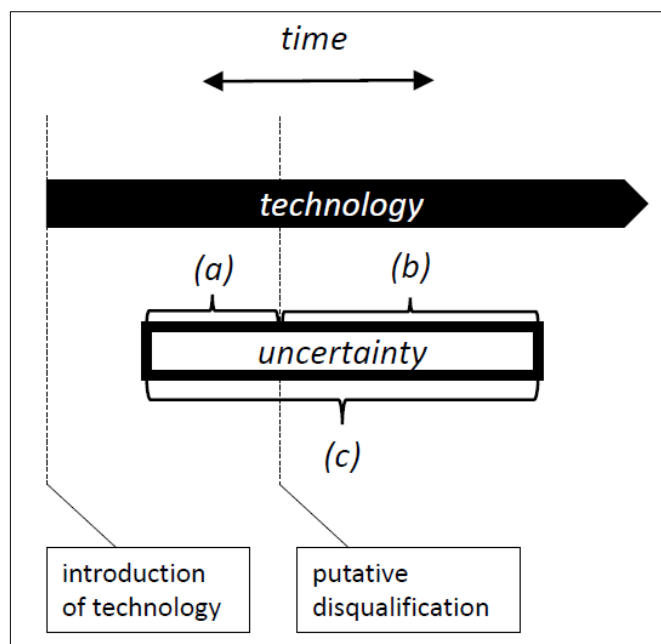 time
technology
(a)
(b)
uncertainty
(c)
introduction
of technology
putative
disqualification